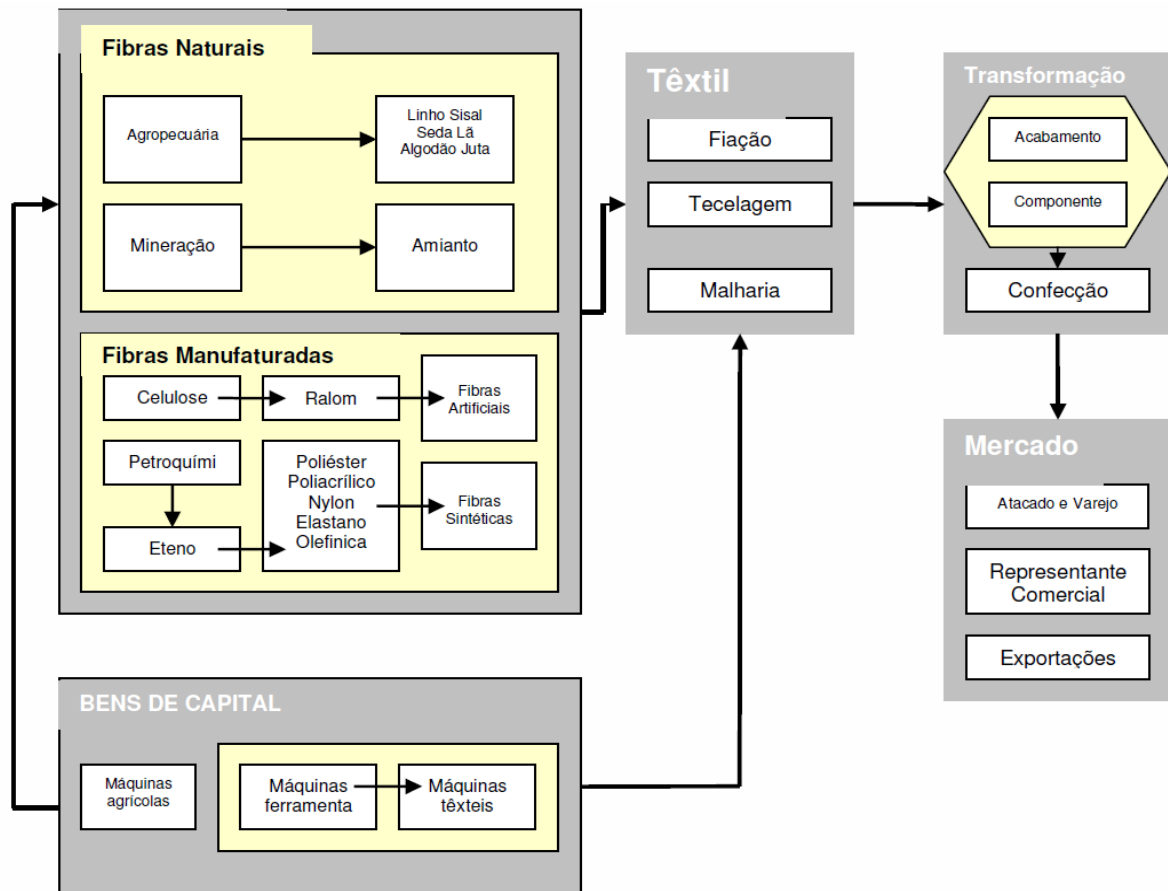 Fibras Naturais
Agropecuária
Linho Sisal
Seda Lã
Algodão Juta
Mineração
Amianto
Fibras Manufaturadas
Celulose
Ralom
Fibras
Artificiais
Petroquími
Poliéster
Poliacrílico
Nylon
Elastano
Olefinica
Fibras
Sintéticas
Eteno
BENS DE CAPITAL
Máquinas
agrícolas
Máquinas
ferramenta
Máquinas
têxteis
Têxtil
Fiação
Tecelagem
Malharia
Transformação
Acabamento
Componente
Confecção
Mercado
Atacado e Varejo
Representante
Comercial
Exportações